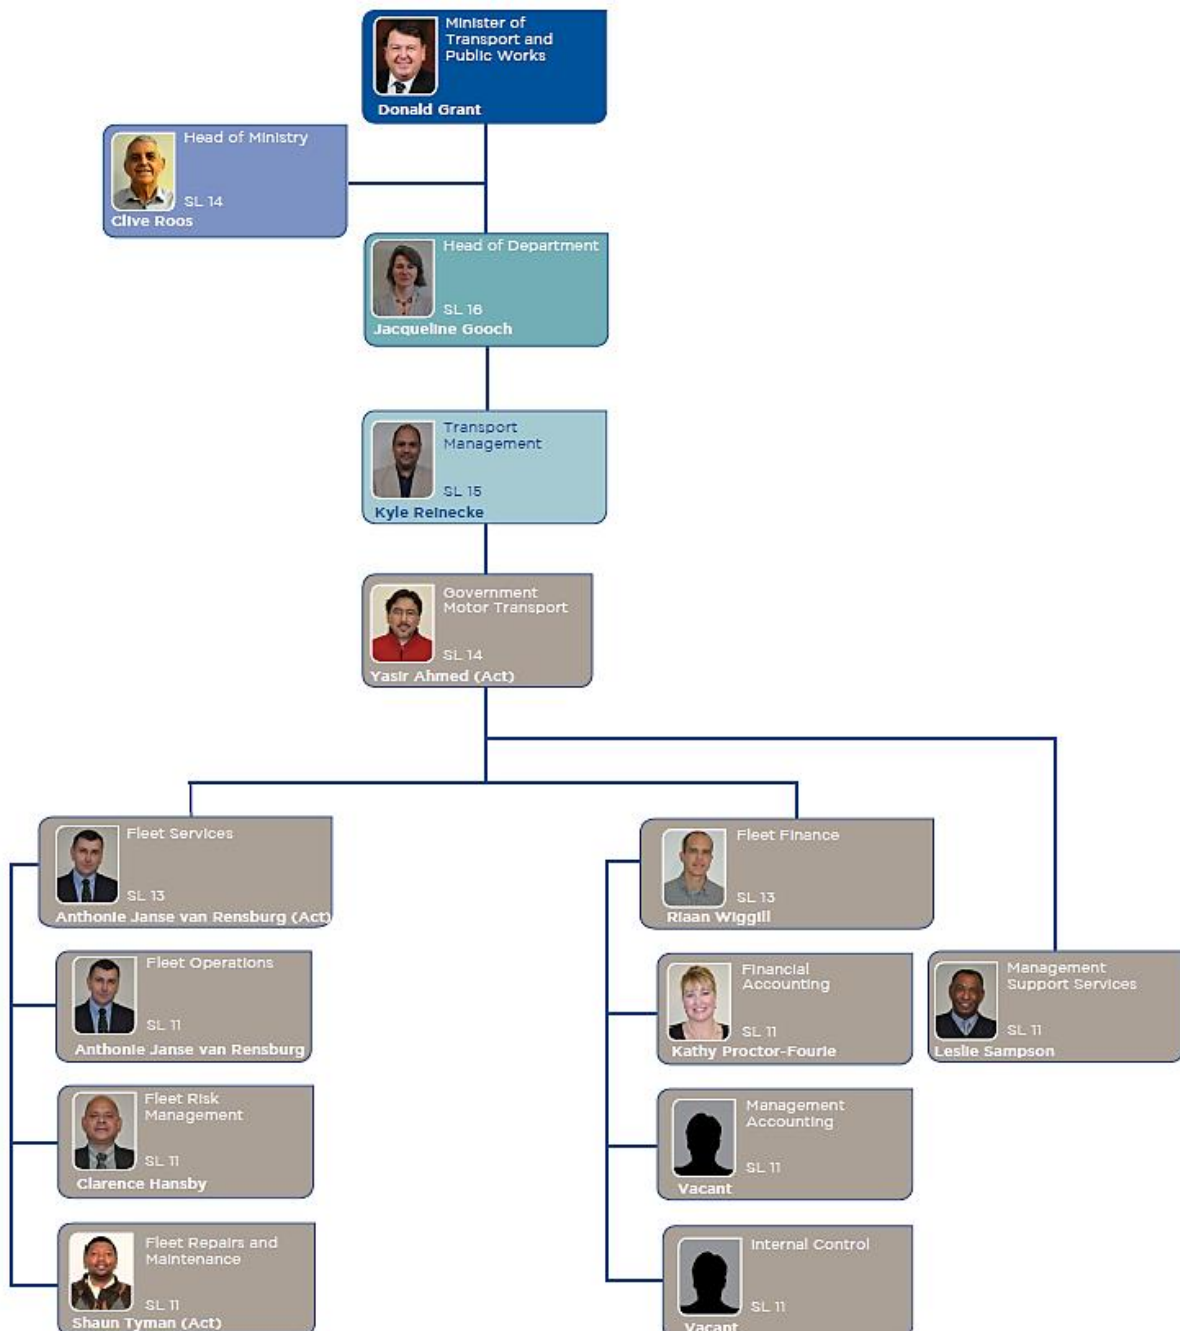 Minister of
Transport and
Public Works
Donald Grant
Head of Ministry
SL 14
Clive Roos
Head of Department
SL 16
Jacqueline Gooch
Transport
Management
SL 15
Kyle Reinecke
Government
Motor Transport
SL 14
Yasir Ahmed (Act)
Fleet Services
SL 13
Anthonie Janse van Rensburg (Act)
Fleet Operations
SL 11
Anthonie Janse van Rensburg
Fleet Risk
Management
SL 11
Clarence Hansby
Fleet Repairs and
Maintenance
SL 11
Shaun Tyman (Act)
Fleet Finance
SL 13
Riaan Wiggill
Financial
Accounting
SL 11
Kathy Proctor-Fourie
Management
Accounting
SL 11
Vacant
Internal Control
SL 11
Vacant
Management
Support Services
SL 11
Leslie Sampson